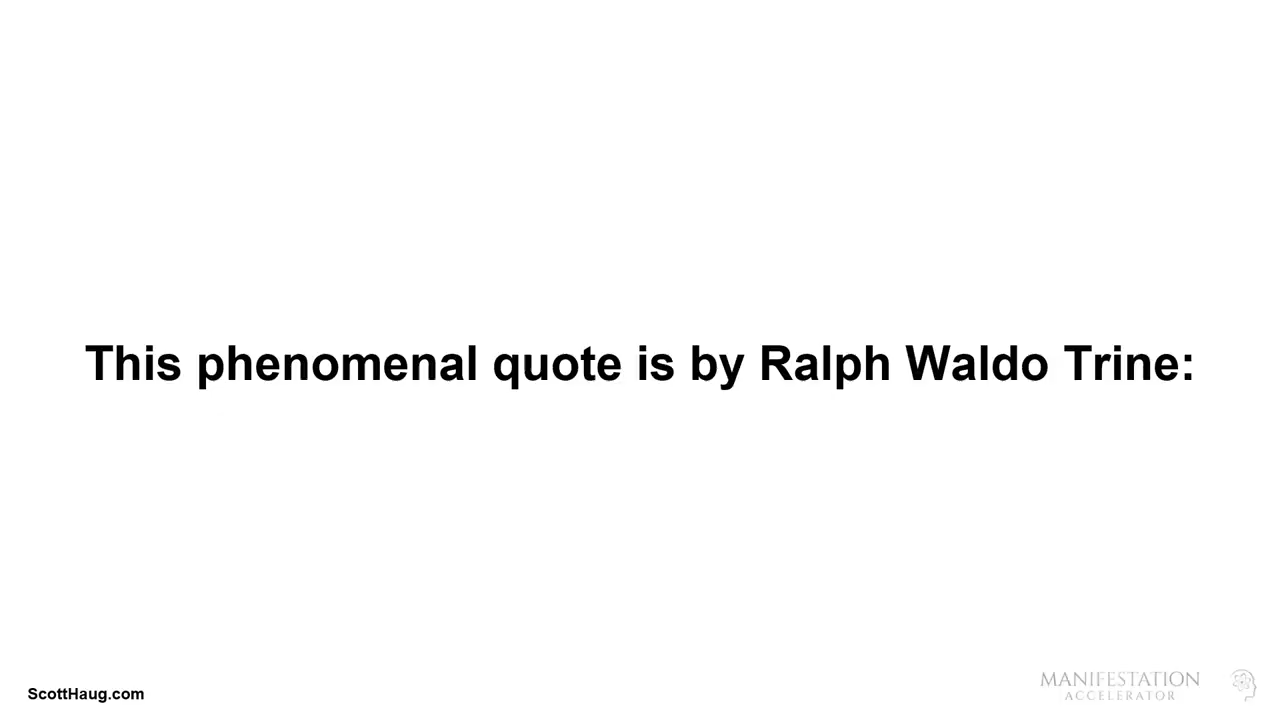 This phenomenal quote is by Ralph Waldo Trine:
ScottHaug.com
MANIFESTATION
ACCELERATOR